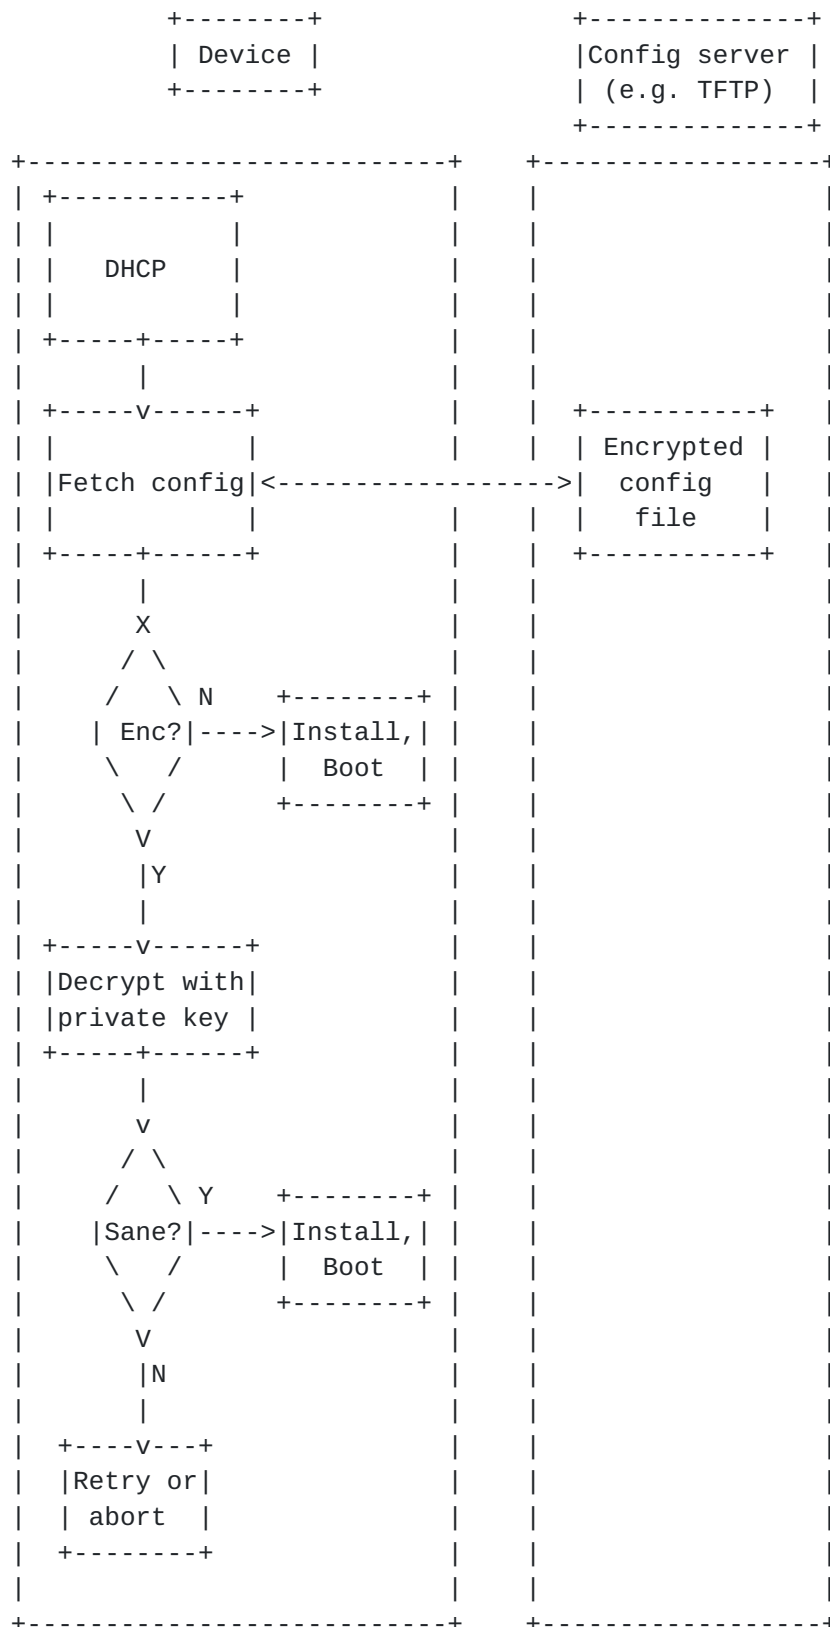 Device
Config server
(e.g. TFTP)
DHCP
Fetch config
Encrypted
config
file
X
N
Enc?
Install,
Boot
V
Y
v
Decrypt with
private key
v
Y
Sane?
Install,
Boot
V
N
v
Retry or
abort